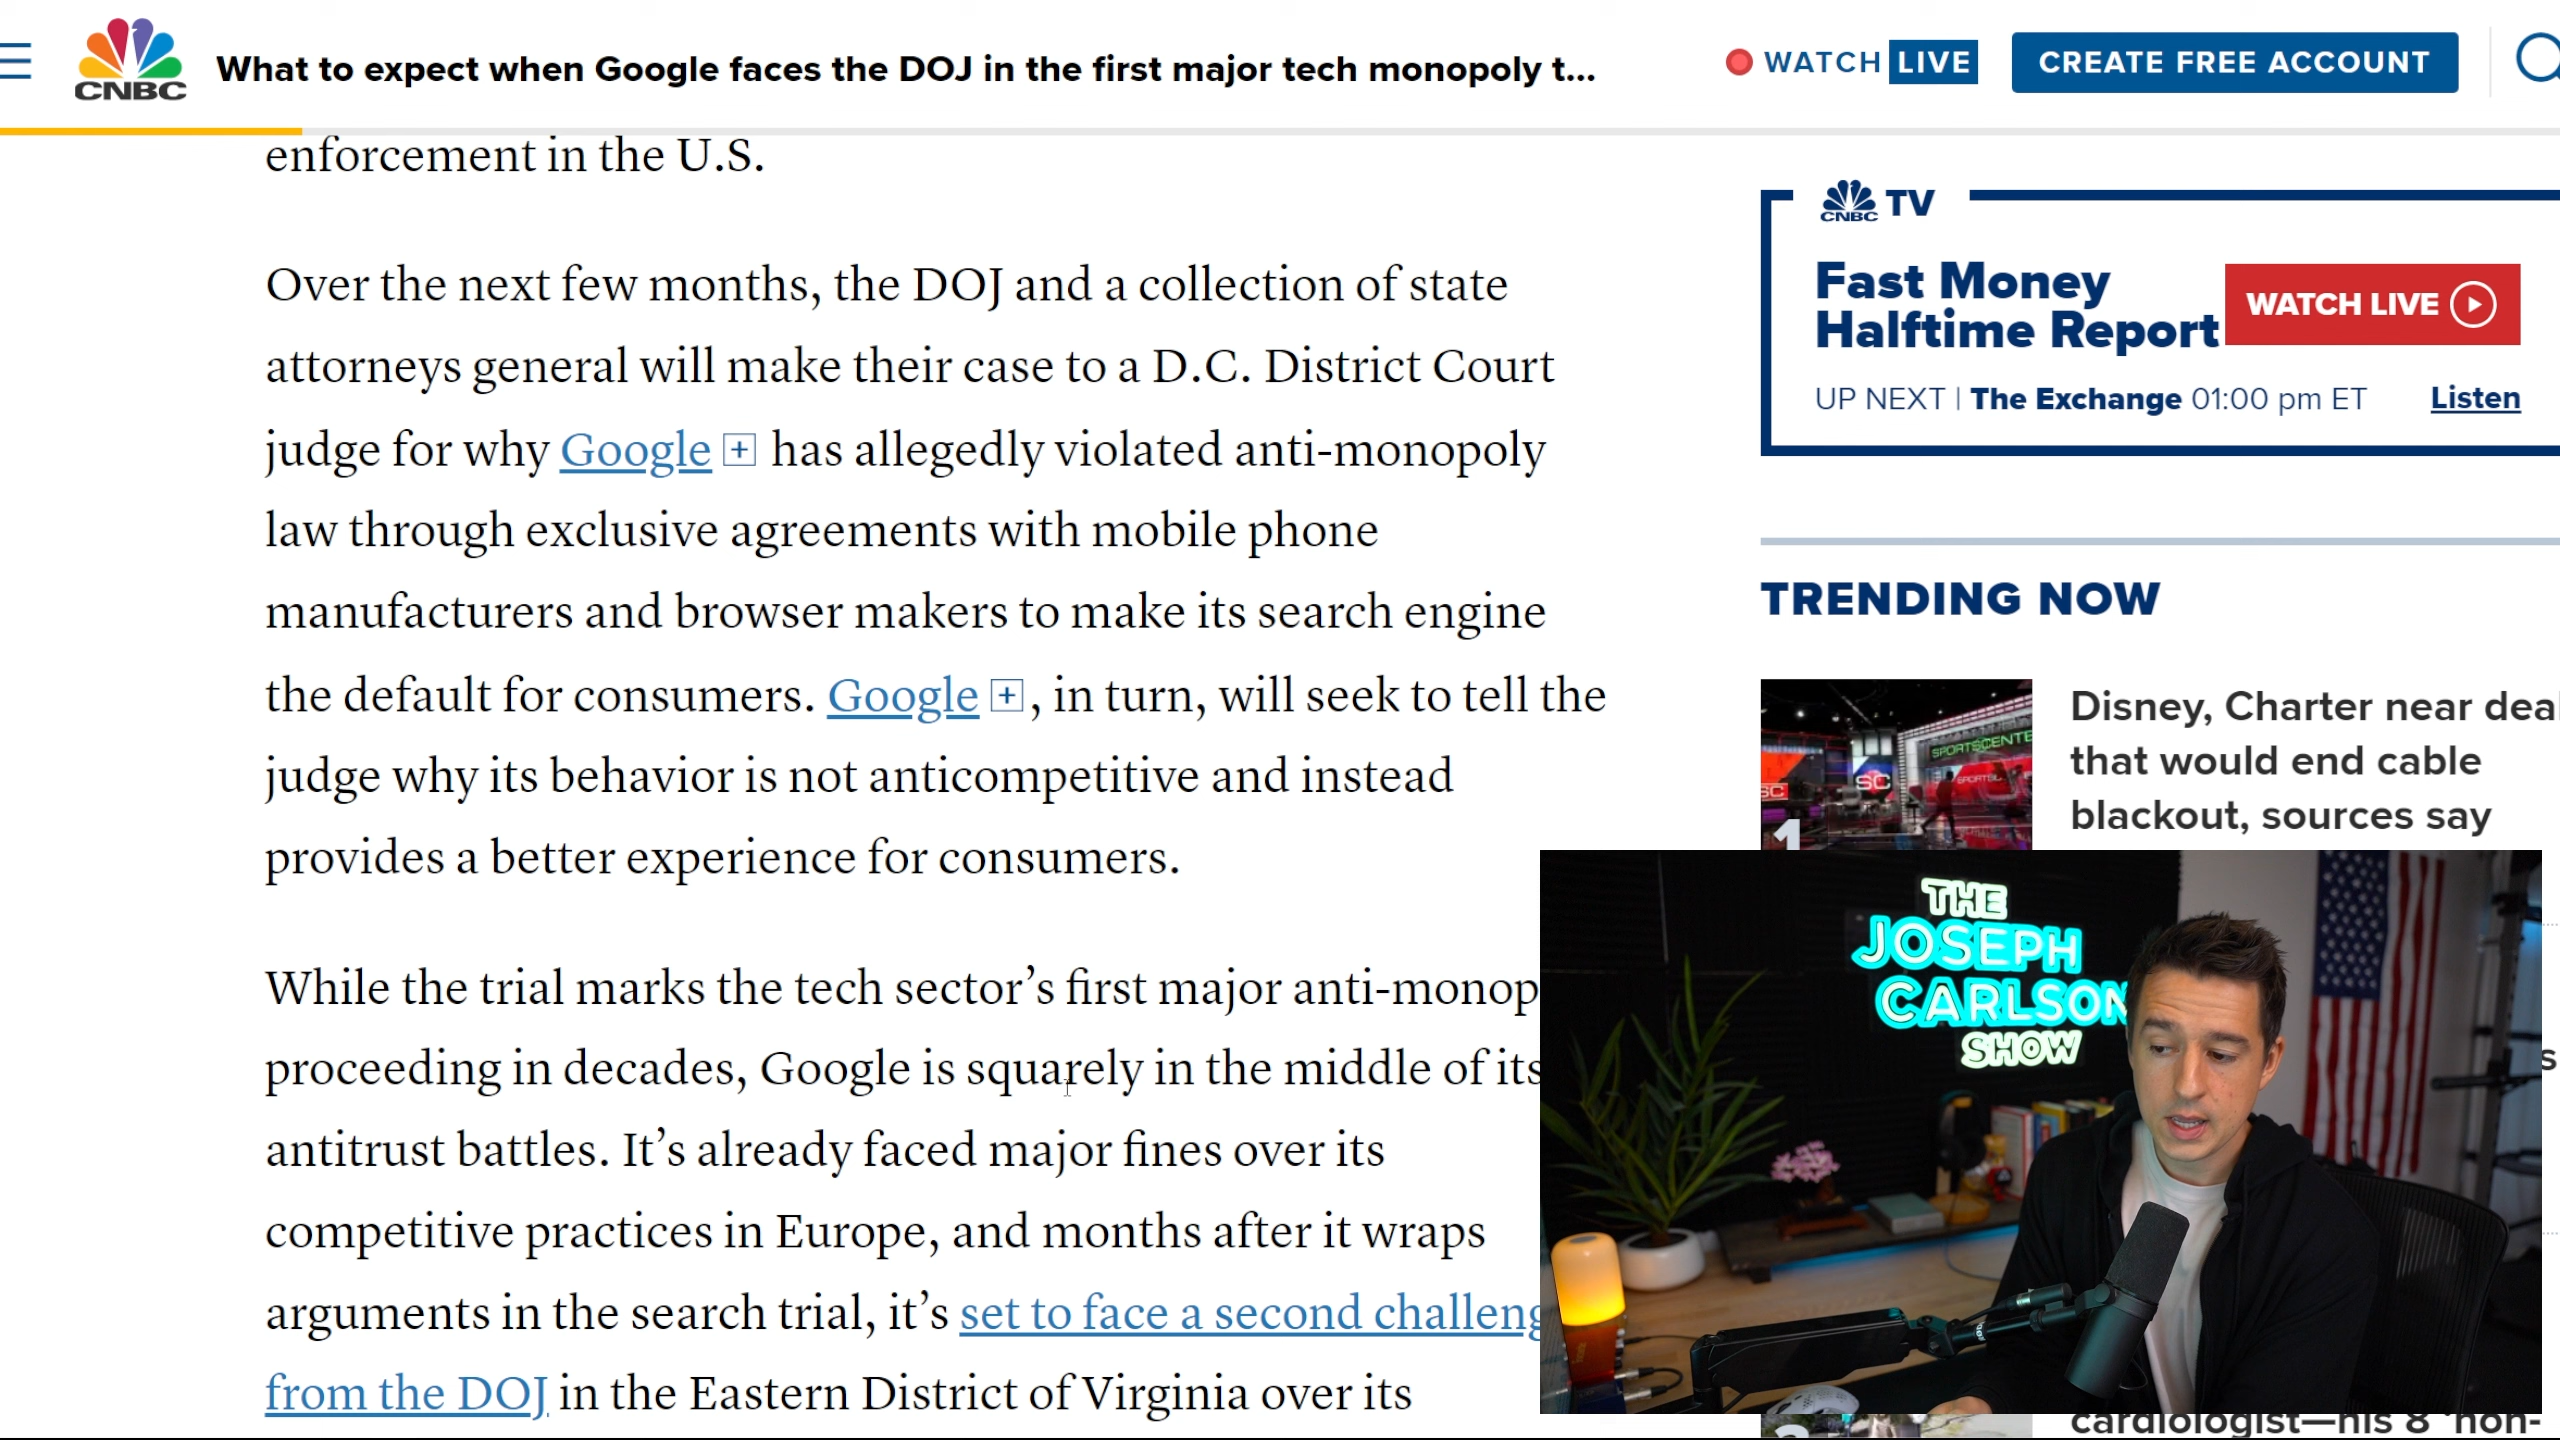 CNBC
What to expect when Google faces the DOJ in the first major tech monopoly t...
WATCH LIVE
CREATE FREE ACCOUNT
enforcement in the U.S.
Over the next few months, the DOJ and a collection of state
attorneys general will make their case to a D.C. District Court
judge for why Google + has allegedly violated anti-monopoly
law through exclusive agreements with mobile phone
manufacturers and browser makers to make its search engine
the default for consumers. Google +, in turn, will seek to tell the
judge why its behavior is not anticompetitive and instead
provides a better experience for consumers.
While the trial marks the tech sector’s first major anti-monop
proceeding in decades, Google is squarely in the middle of its
antitrust battles. It’s already faced major fines over its
competitive practices in Europe, and months after it wraps
arguments in the search trial, it’s set to face a second challeng
from the DOJ in the Eastern District of Virginia over its
CNBC TV
Fast Money
Halftime Report
WATCH LIVE
UP NEXT | The Exchange 01:00 pm ET
Listen
TRENDING NOW
SPORTSCENTE
SC
SC
1
Disney, Charter near deal
that would end cable
blackout, sources say
THE
JOSEPH
CARLSON
SHOW
s
cardiologist—his 8 'non-